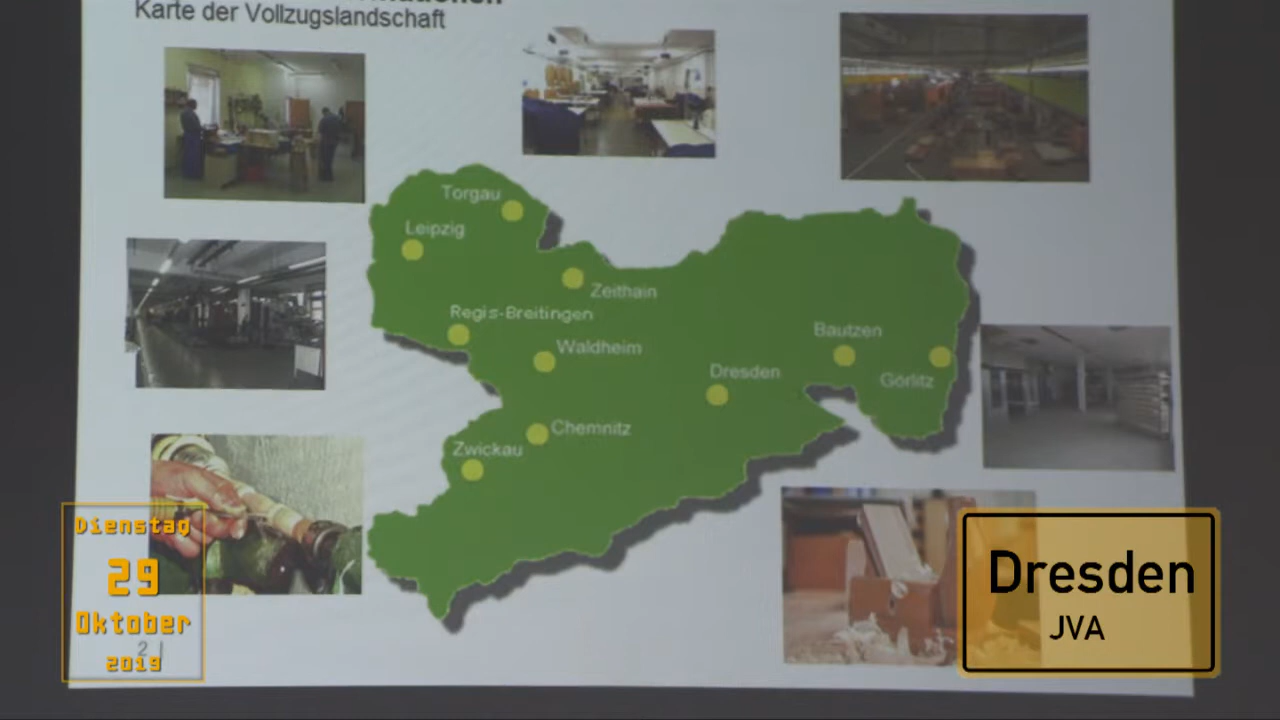 Karte der Vollzugslandschaft
Torgau
Leipzig
Zeithain
Regis-Breitingen
Waldheim
Bautzen
Dresden
Görlitz
Chemnitz
Zwickau
Dienstag
29
Oktober
2019
2 |
Dresden
JVA